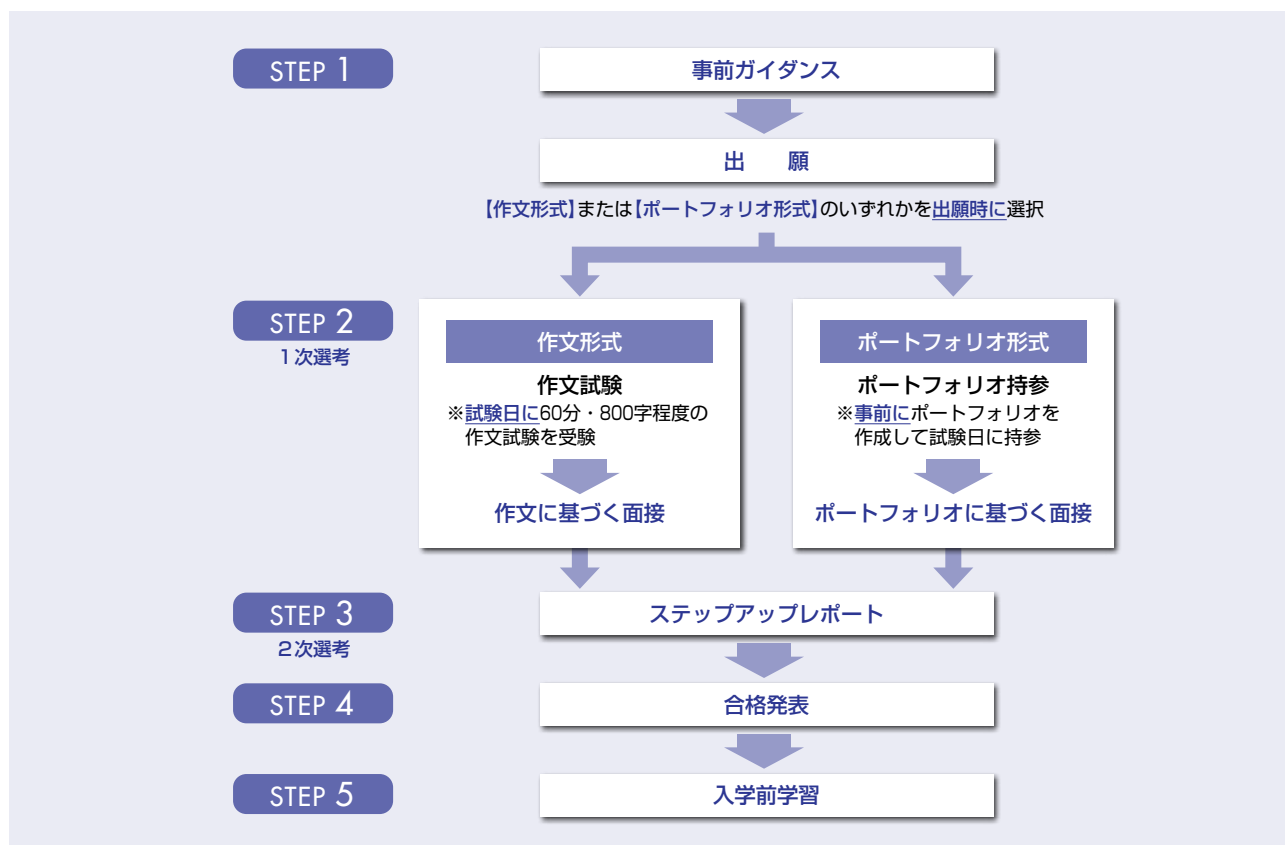 STEP 1
事前ガイダンス
出　　願
【作文形式】または【ポートフォリオ形式】のいずれかを出願時に選択
STEP 2
1次選考
作文形式
作文試験
※試験日に60分・800字程度の
作文試験を受験
作文に基づく面接
ポートフォリオ形式
ポートフォリオ持参
※事前にポートフォリオを
作成して試験日に持参
ポートフォリオに基づく面接
STEP 3
2次選考
ステップアップレポート
STEP 4
合格発表
STEP 5
入学前学習